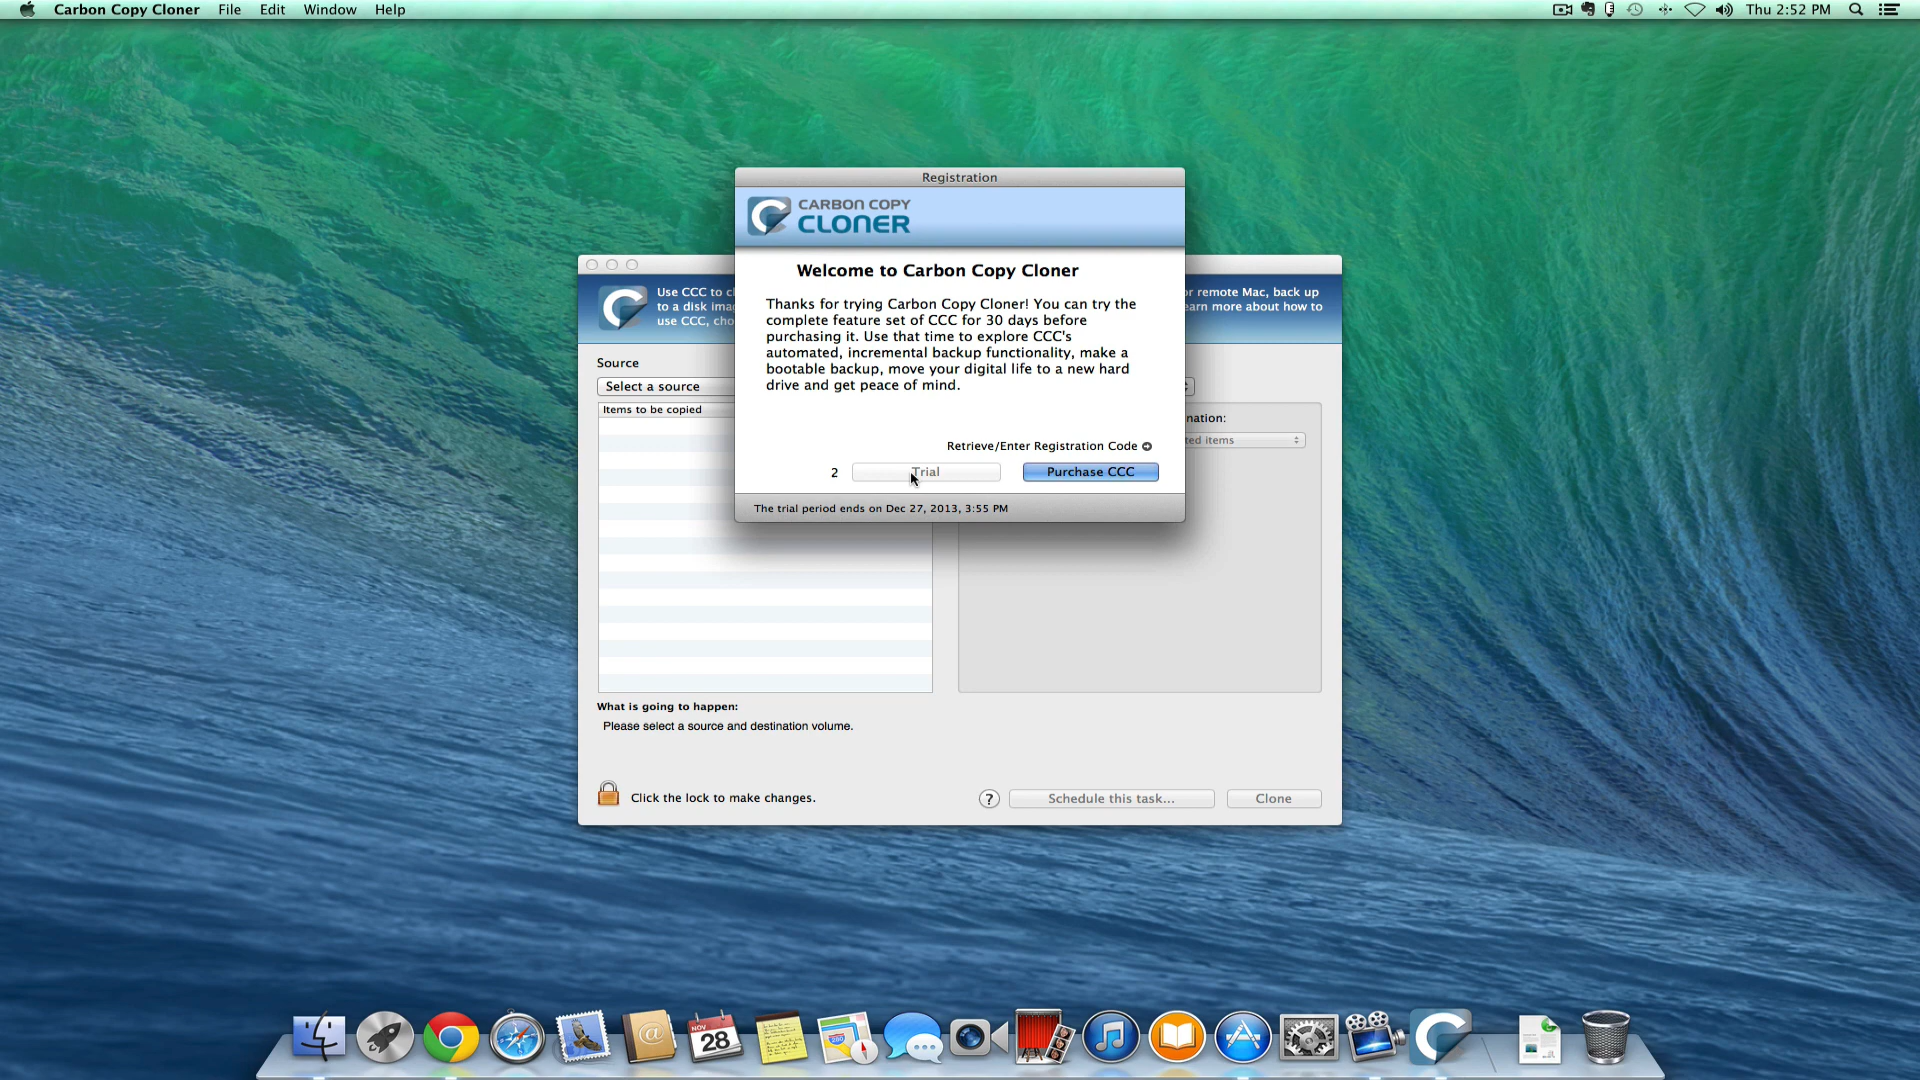 Carbon Copy Cloner File Edit Window Help
Thu 2:52 PM
Registration
CARBON COPY
CLONER
Welcome to Carbon Copy Cloner
Thanks for trying Carbon Copy Cloner! You can try the
complete feature set of CCC for 30 days before
purchasing it. Use that time to explore CCC's
automated, incremental backup functionality, make a
bootable backup, move your digital life to a new hard
drive and get peace of mind.
Retrieve/Enter Registration Code
2 Trial Purchase CCC
The trial period ends on Dec 27, 2013, 3:55 PM
Use CCC to cl
to a disk ima
use CCC, cho
or remote Mac, back up
earn more about how to
Source
Select a source
Items to be copied
nation:
ted items
What is going to happen:
Please select a source and destination volume.
Click the lock to make changes.
? Schedule this task... Clone
NOV
28
@
280